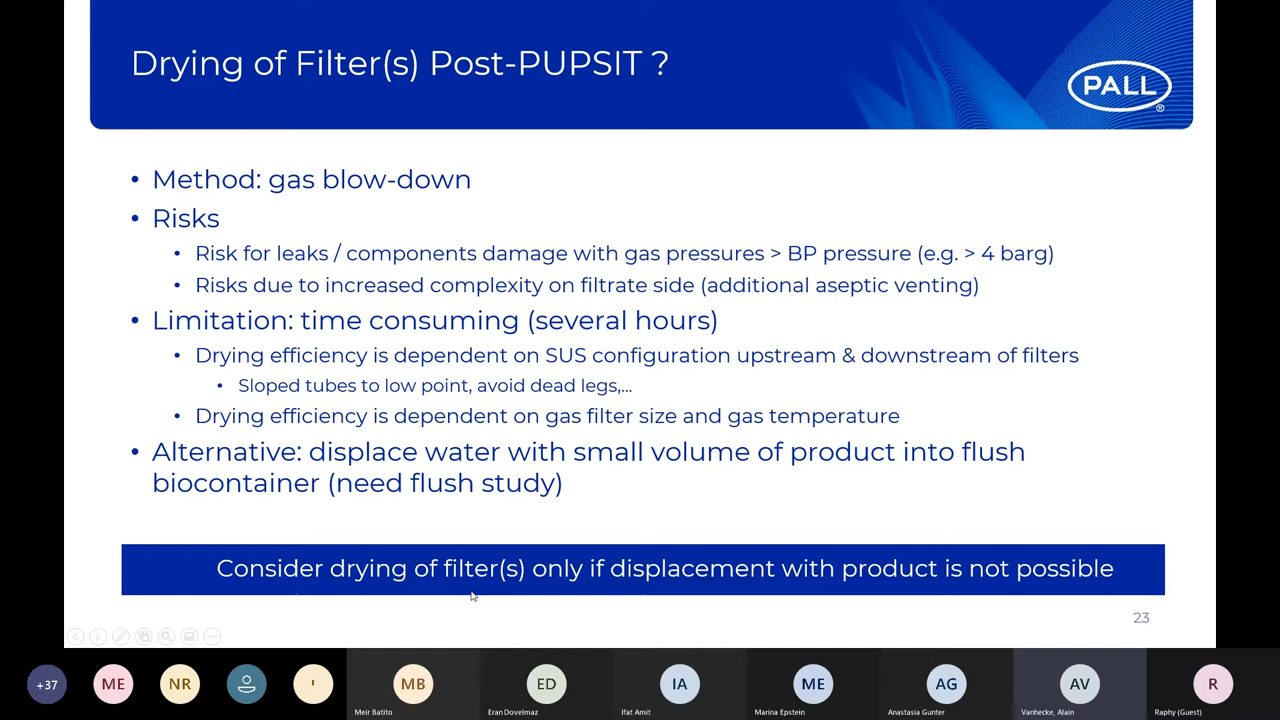 Drying of Filter(s) Post-PUPSIT ?
PALL
®
• Method: gas blow-down
• Risks
• Risk for leaks / components damage with gas pressures > BP pressure (e.g. > 4 barg)
• Risks due to increased complexity on filtrate side (additional aseptic venting)
• Limitation: time consuming (several hours)
• Drying efficiency is dependent on SUS configuration upstream & downstream of filters
• Sloped tubes to low point, avoid dead legs,...
• Drying efficiency is dependent on gas filter size and gas temperature
• Alternative: displace water with small volume of product into flush
biocontainer (need flush study)
Consider drying of filter(s) only if displacement with product is not possible
23
+37
ME
NR
I
MB
Meir Batito
ED
Eran Dovelmaz
IA
Ifat Amit
ME
Marina Epstein
AG
Anastasia Gunter
AV
Vanhecke, Alain
R
Raphy (Guest)